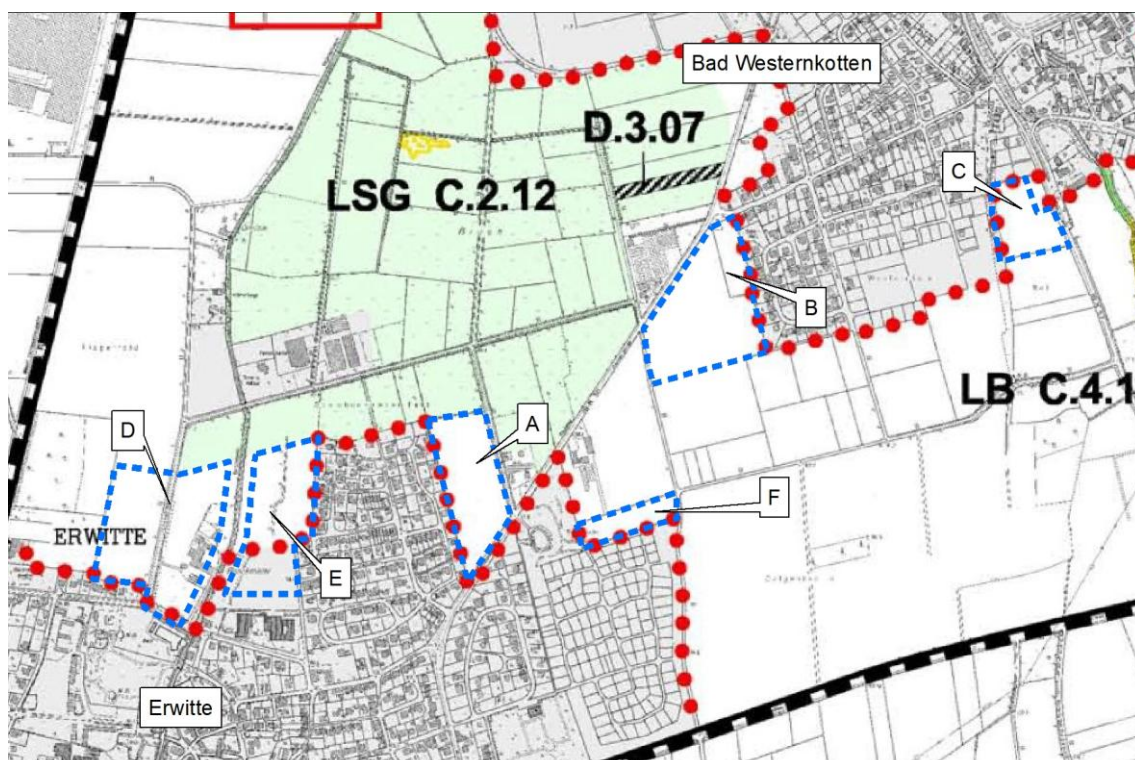 Bad Westernkotten
D.3.07
C
LSG C.2.12
B
LB C.4.1
A
D
F
ERWITTE
E
Erwitte